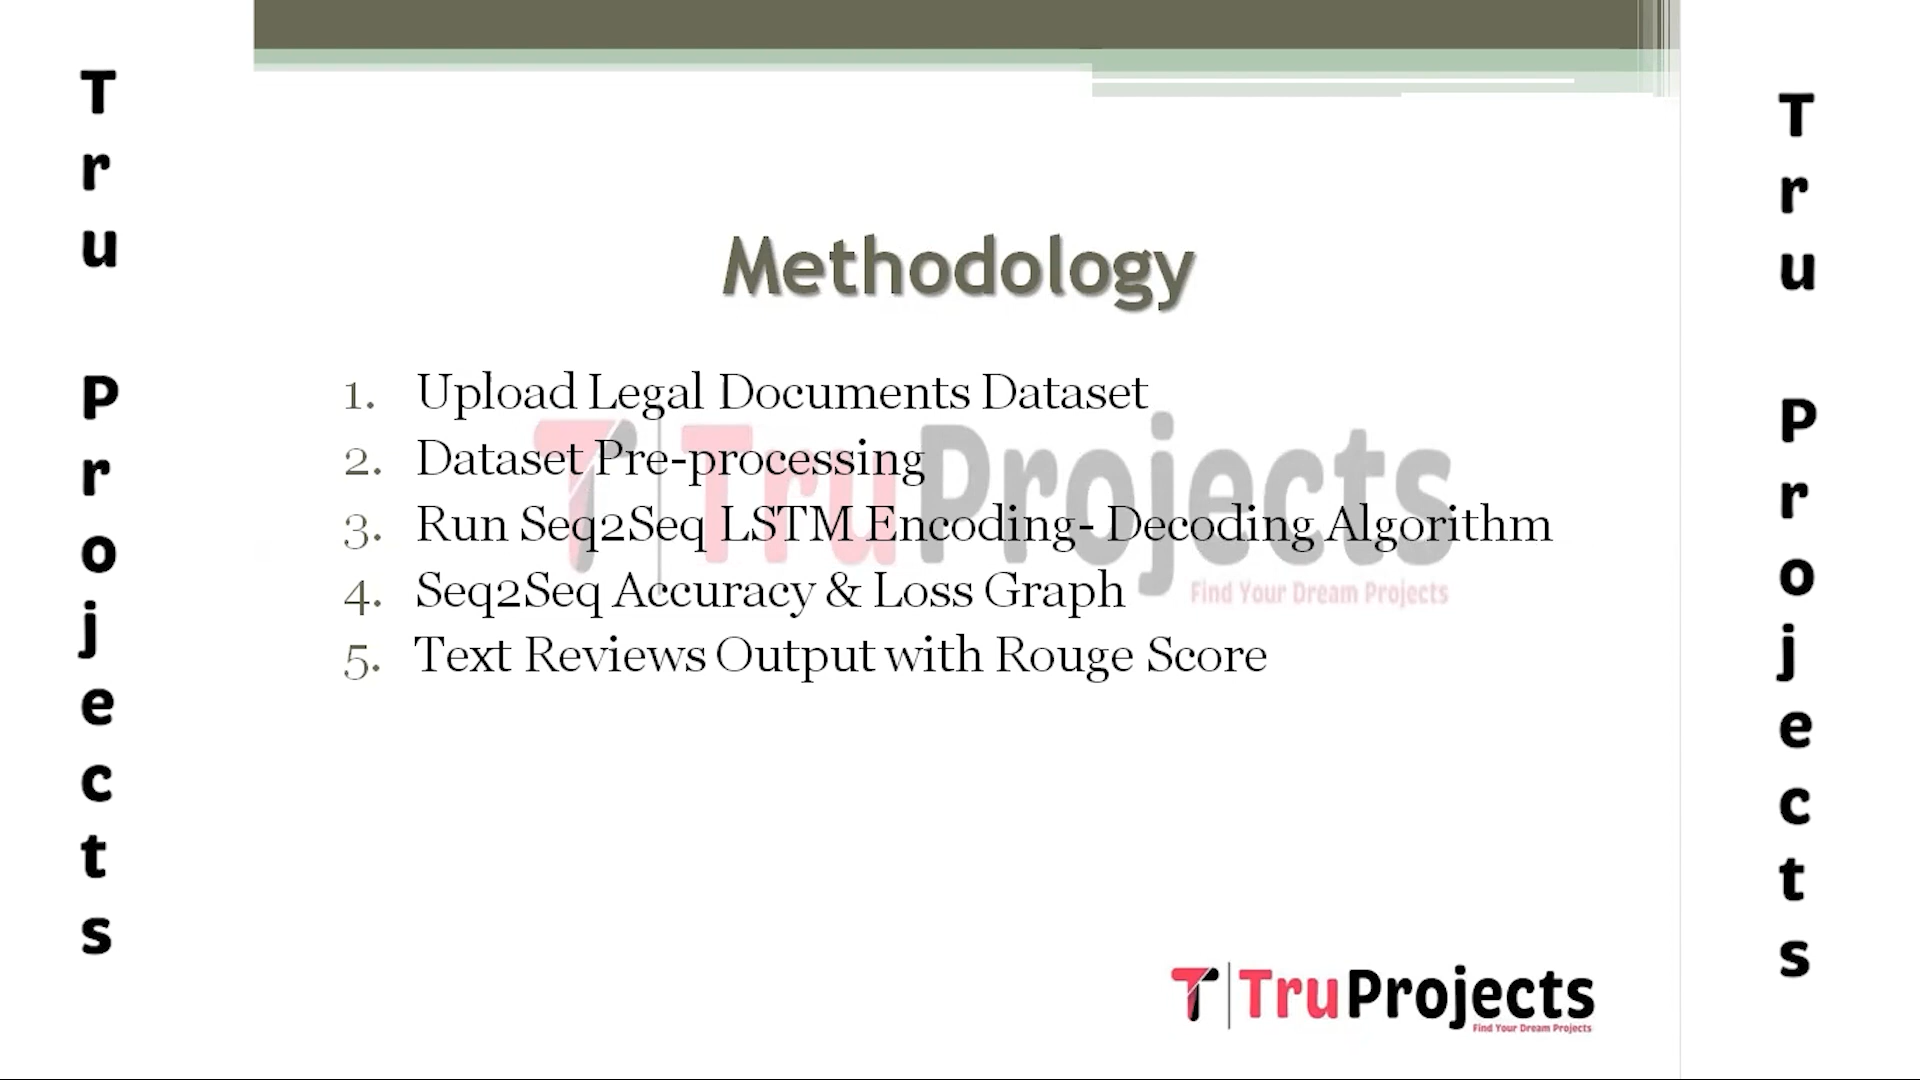 Tru Projects
Methodology
1. Upload Legal Documents Dataset
2. Dataset Pre-processing
3. Run Seq2Seq LSTM Encoding- Decoding Algorithm
4. Seq2Seq Accuracy & Loss Graph
5. Text Reviews Output with Rouge Score
TruProjects
Find Your Dream Projects
TruProjects
Find Your Dream Projects
Tru Projects